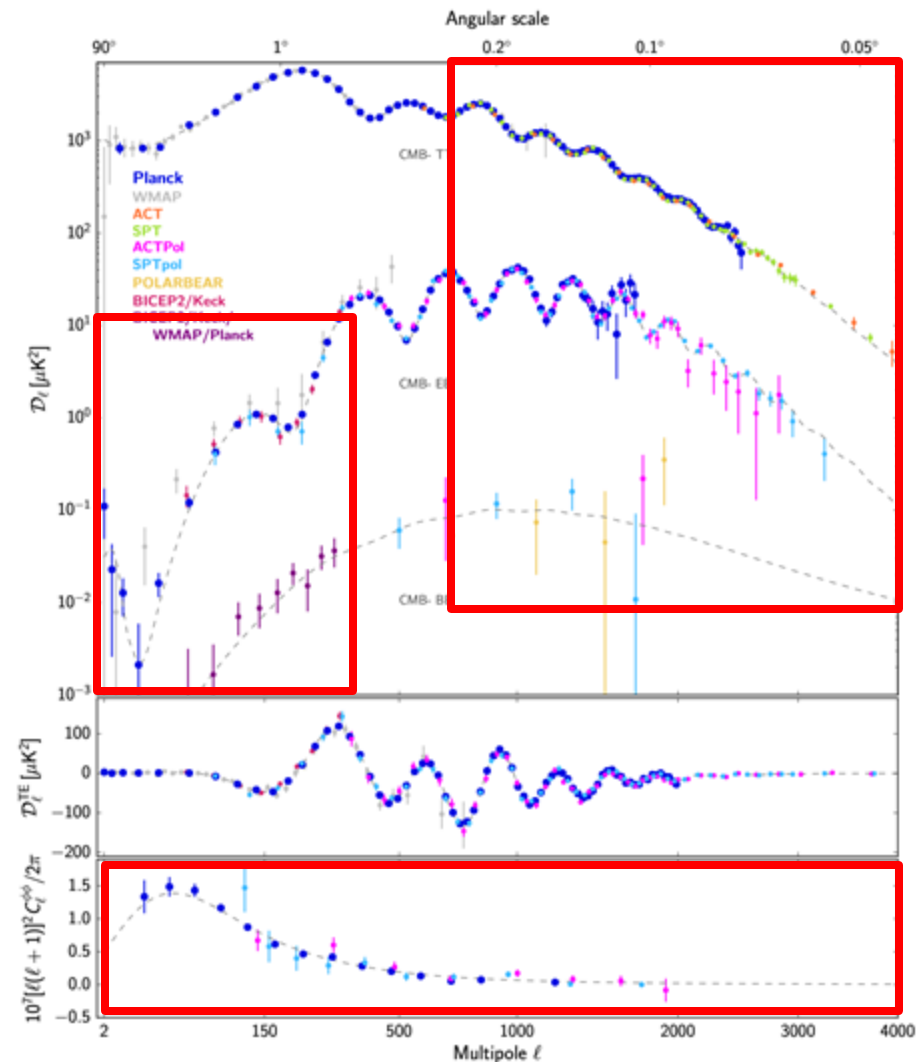 Angular scale
90° 1° 0.2° 0.1° 0.05°
10³
CMB- TT
Planck
WMAP
ACT
SPT
ACTPol
SPTpol
POLARBEAR
BICEP2/Keck
BICEP2/Keck/
WMAP/Planck
10²
10¹
𝒟ℓ [μK²]
10⁰
CMB- EE
10⁻¹
10⁻²
CMB- BB
10⁻³
𝒟ℓᵀᴱ [μK²]
100
0
−100
−200
10⁷[ℓ(ℓ + 1)]²Cℓ^ϕϕ/2π
1.5
1.0
0.5
0.0
−0.5
2 150 500 1000 2000 3000 4000
Multipole ℓ